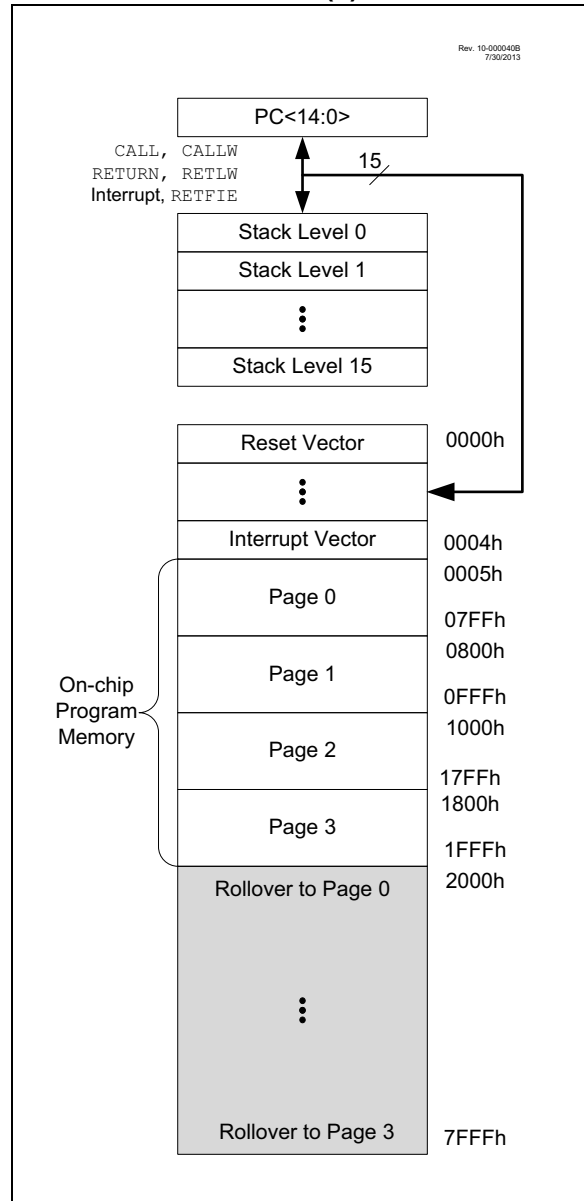 Rev. 10-000040B
7/30/2013
PC<14:0>
CALL, CALLW
RETURN, RETLW
Interrupt, RETFIE
15
Stack Level 0
Stack Level 1
Stack Level 15
Reset Vector
0000h
Interrupt Vector
0004h
0005h
Page 0
07FFh
0800h
Page 1
0FFFh
On-chip
Program
Memory
1000h
Page 2
17FFh
1800h
Page 3
1FFFh
2000h
Rollover to Page 0
Rollover to Page 3
7FFFh